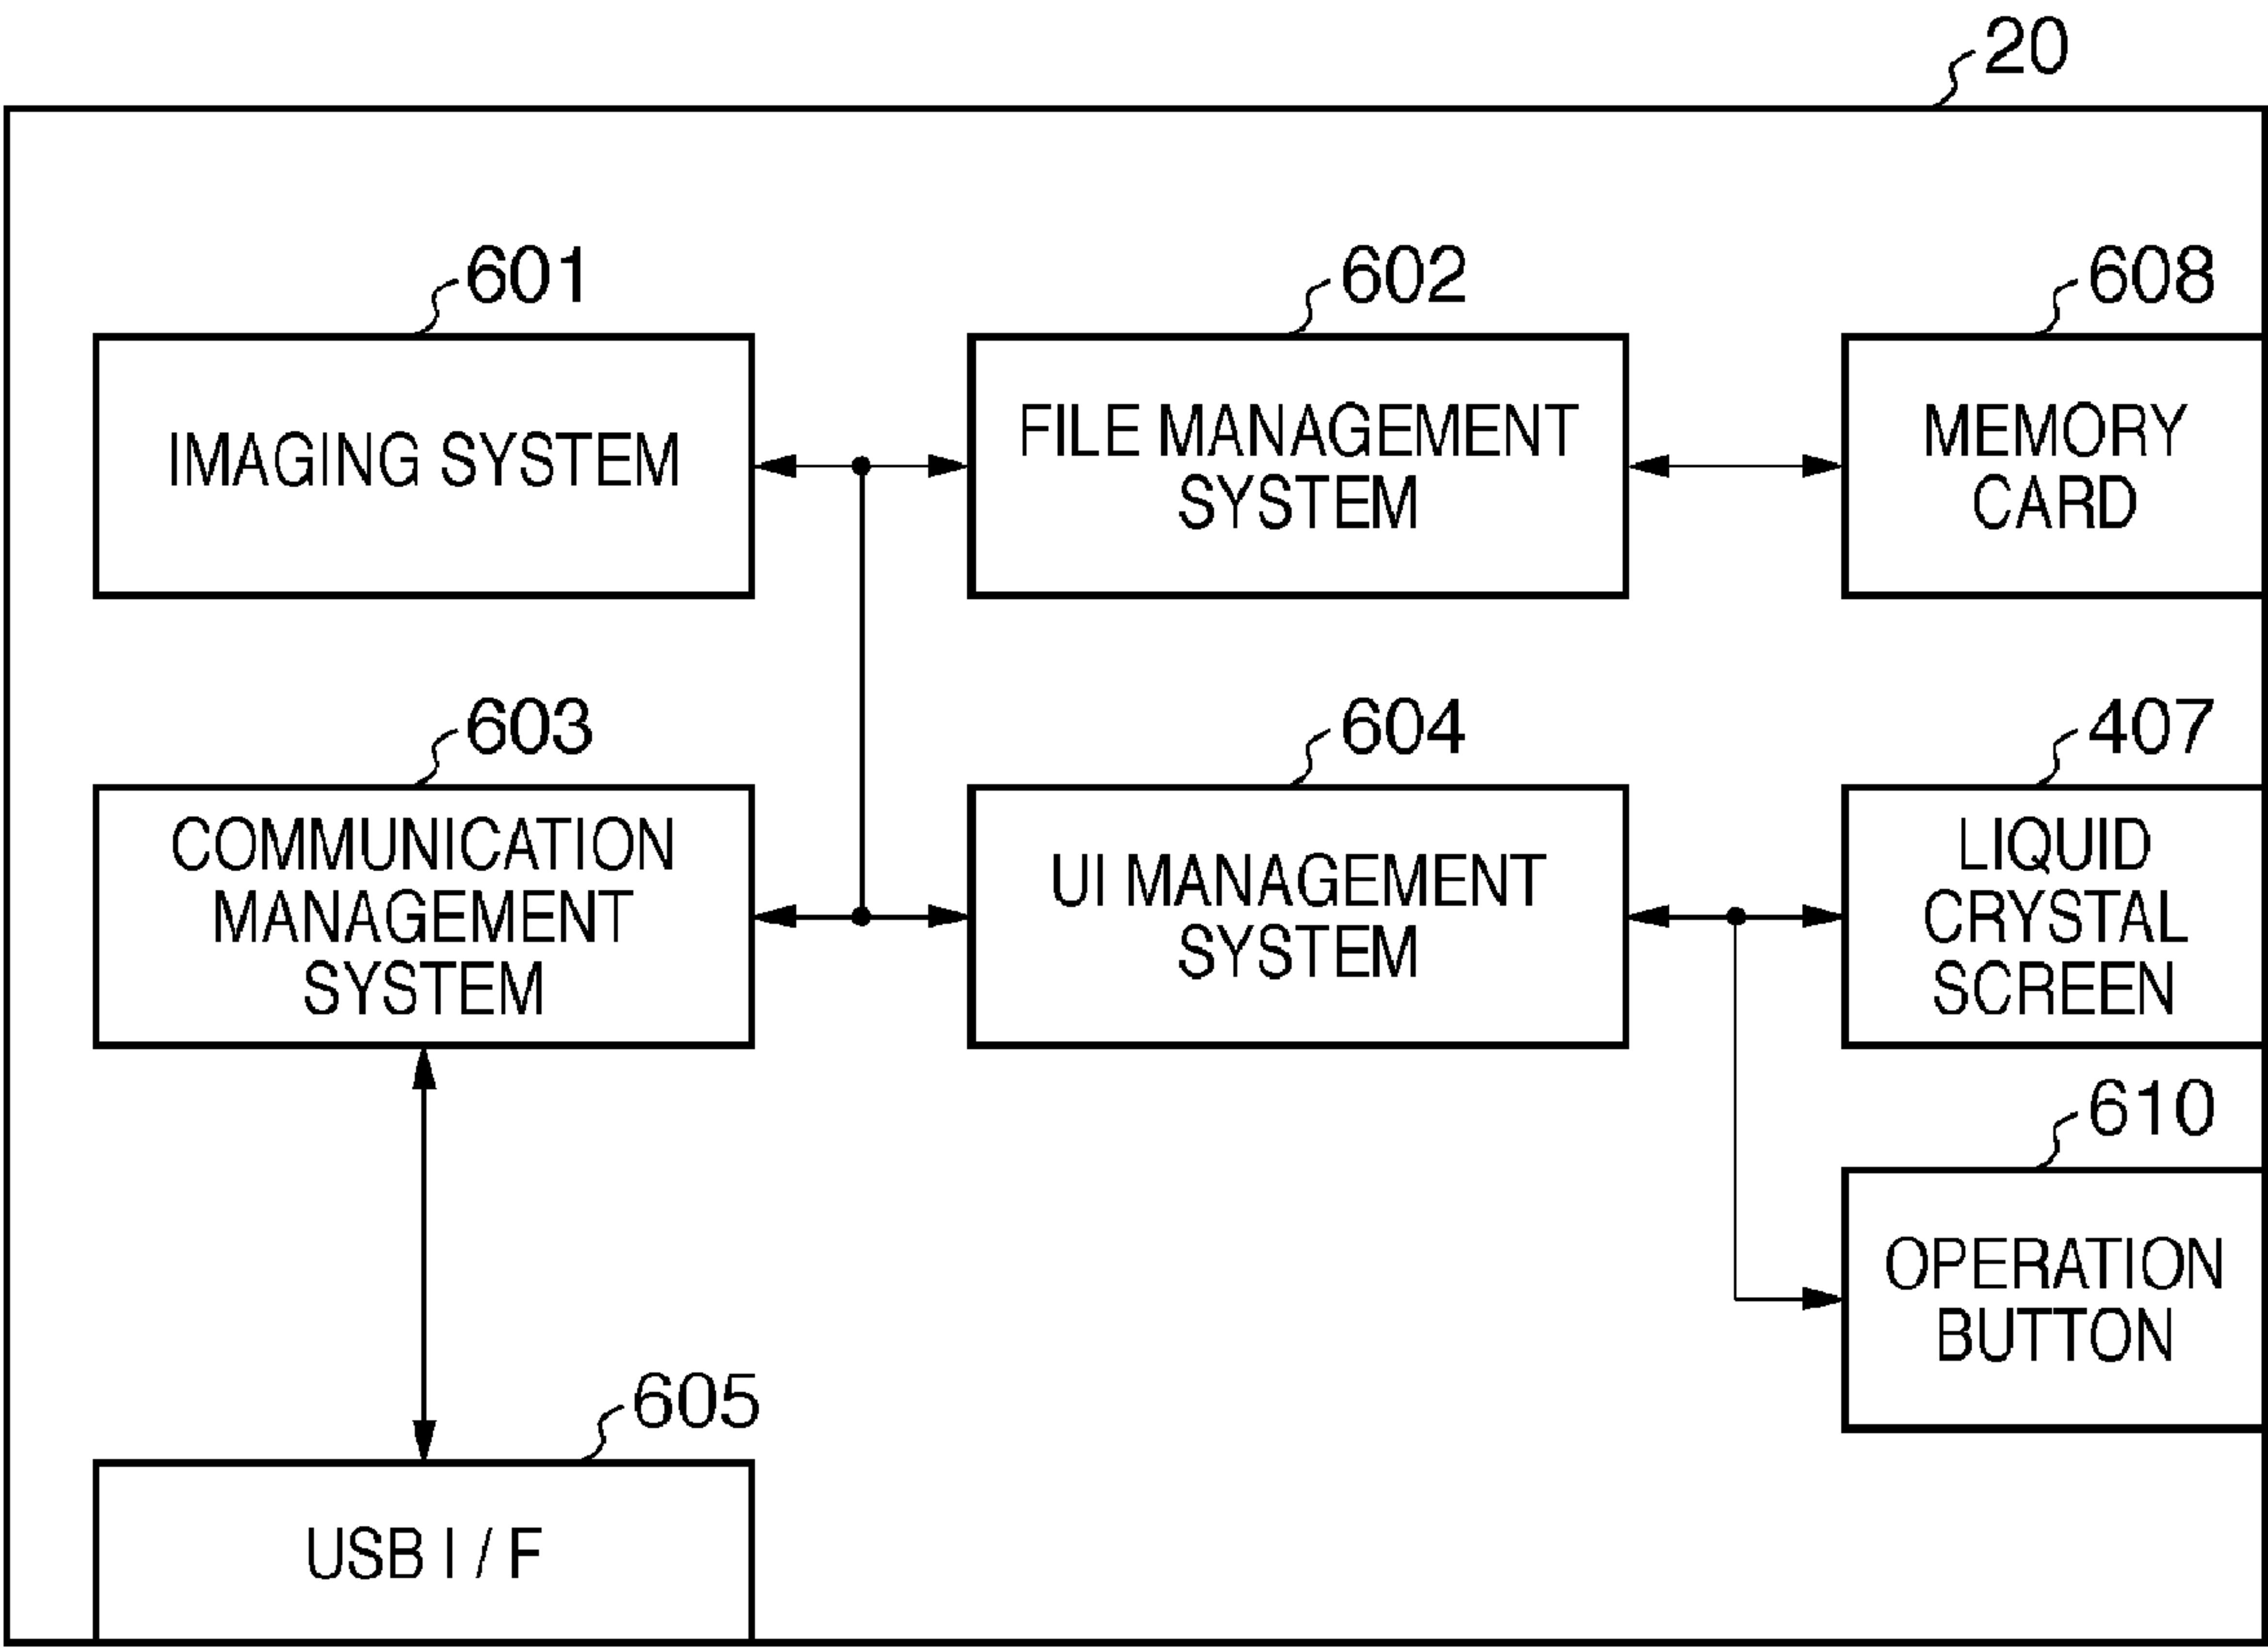 20
601
IMAGING SYSTEM
602
FILE MANAGEMENT
SYSTEM
608
MEMORY
CARD
603
COMMUNICATION
MANAGEMENT
SYSTEM
604
UI MANAGEMENT
SYSTEM
407
LIQUID
CRYSTAL
SCREEN
610
OPERATION
BUTTON
605
USB I / F